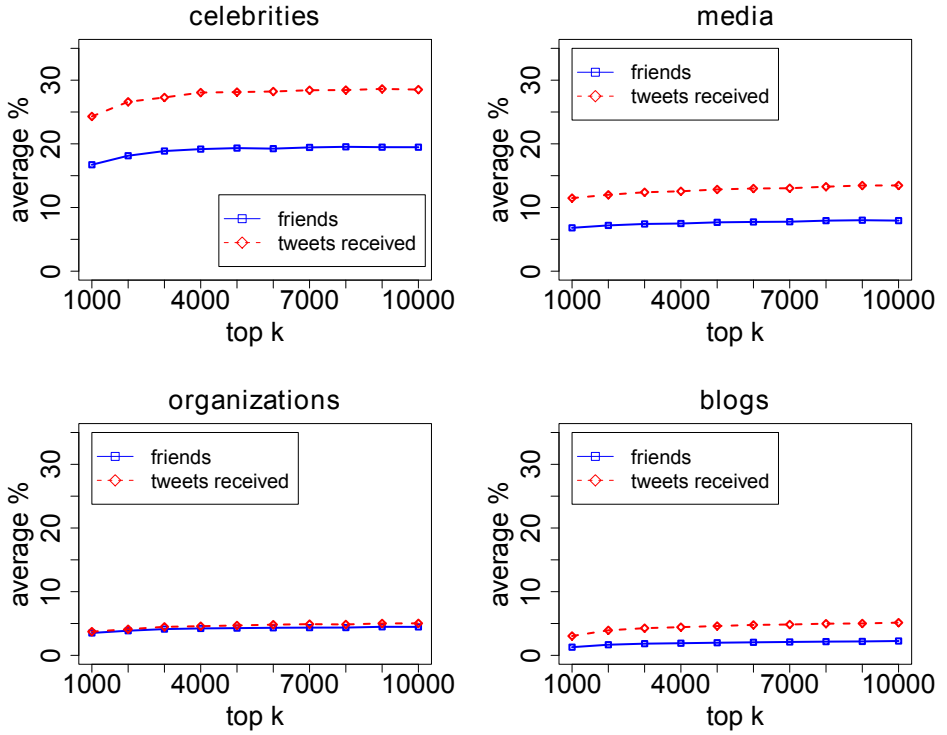 celebrities
average %
0 10 20 30
friends
tweets received
1000 4000 7000 10000
top k
media
average %
0 10 20 30
friends
tweets received
1000 4000 7000 10000
top k
organizations
average %
0 10 20 30
friends
tweets received
1000 4000 7000 10000
top k
blogs
average %
0 10 20 30
friends
tweets received
1000 4000 7000 10000
top k